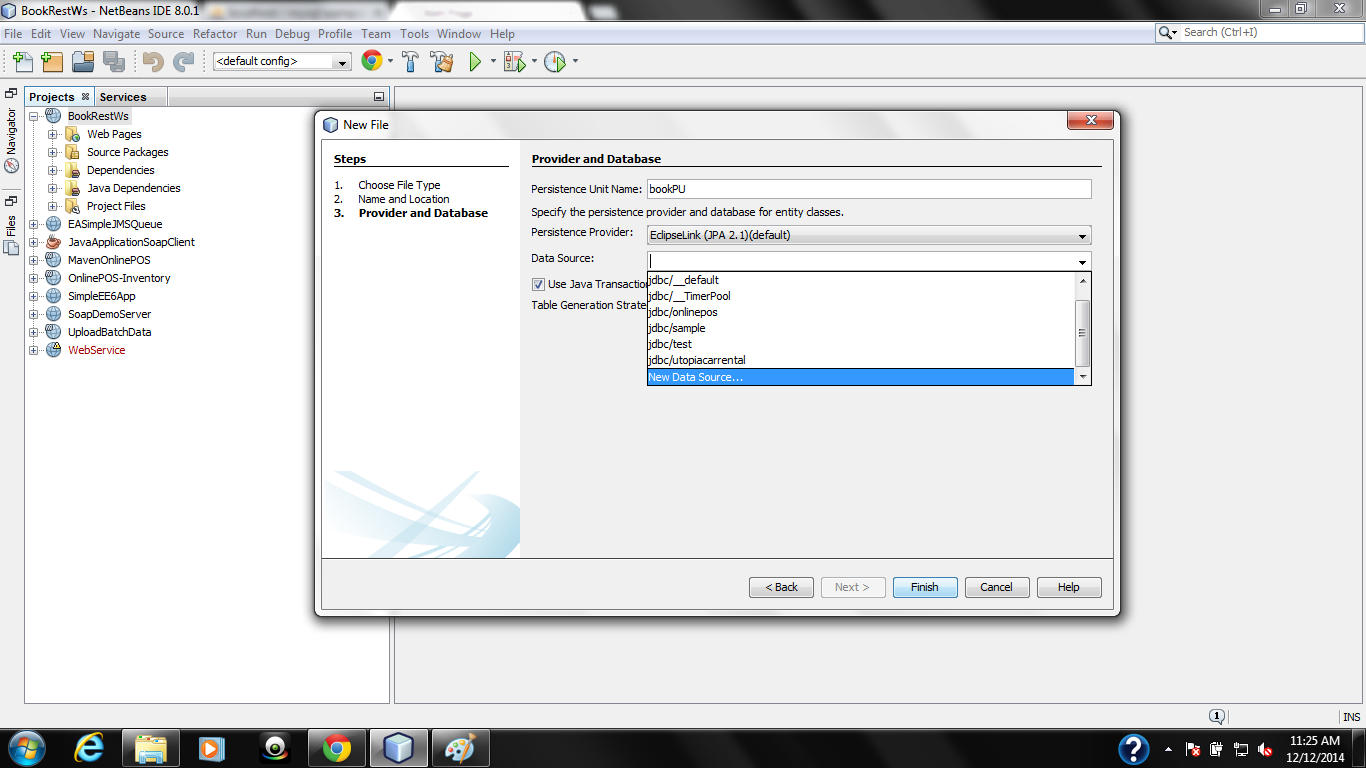 BookRestWs - NetBeans IDE 8.0.1
File Edit View Navigate Source Refactor Run Debug Profile Team Tools Window Help
Search (Ctrl+I)
<default config>
Projects
Services
Navigator
Files
BookRestWs
Web Pages
Source Packages
Dependencies
Java Dependencies
Project Files
EASimpleJMSQueue
JavaApplicationSoapClient
MavenOnlinePOS
OnlinePOS-Inventory
SimpleEE6App
SoapDemoServer
UploadBatchData
WebService
New File
Steps
1. Choose File Type
2. Name and Location
3. Provider and Database
Provider and Database
Persistence Unit Name: bookPU
Specify the persistence provider and database for entity classes.
Persistence Provider: EclipseLink (JPA 2.1)(default)
Data Source:
Use Java Transactio
Table Generation Strate
jdbc/__default
jdbc/__TimerPool
jdbc/onlinepos
jdbc/sample
jdbc/test
jdbc/utopiacarrental
New Data Source...
< Back
Next >
Finish
Cancel
Help
1
INS
11:25 AM
12/12/2014